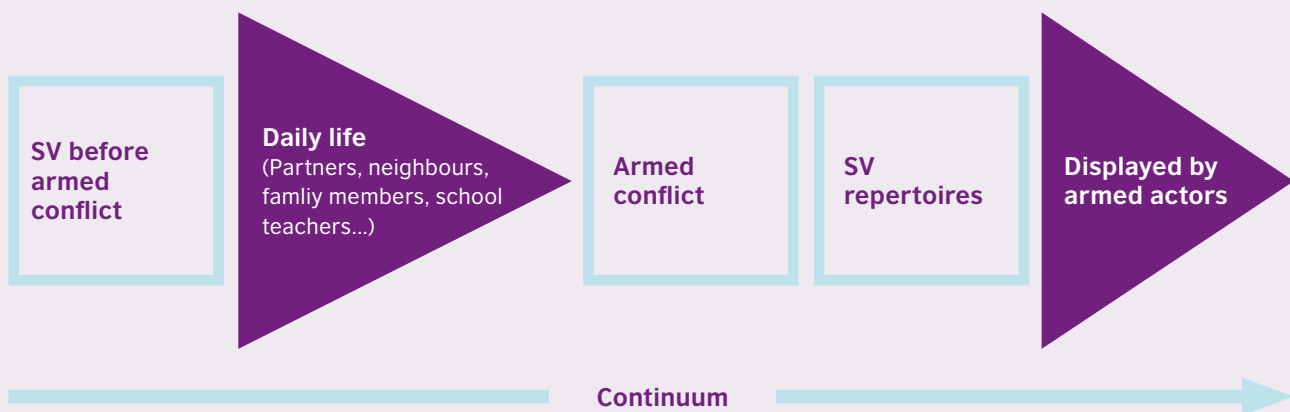 SV before
armed
conflict
Daily life
(Partners, neighbours,
famliy members, school
teachers...)
Armed
conflict
SV
repertoires
Displayed by
armed actors
Continuum